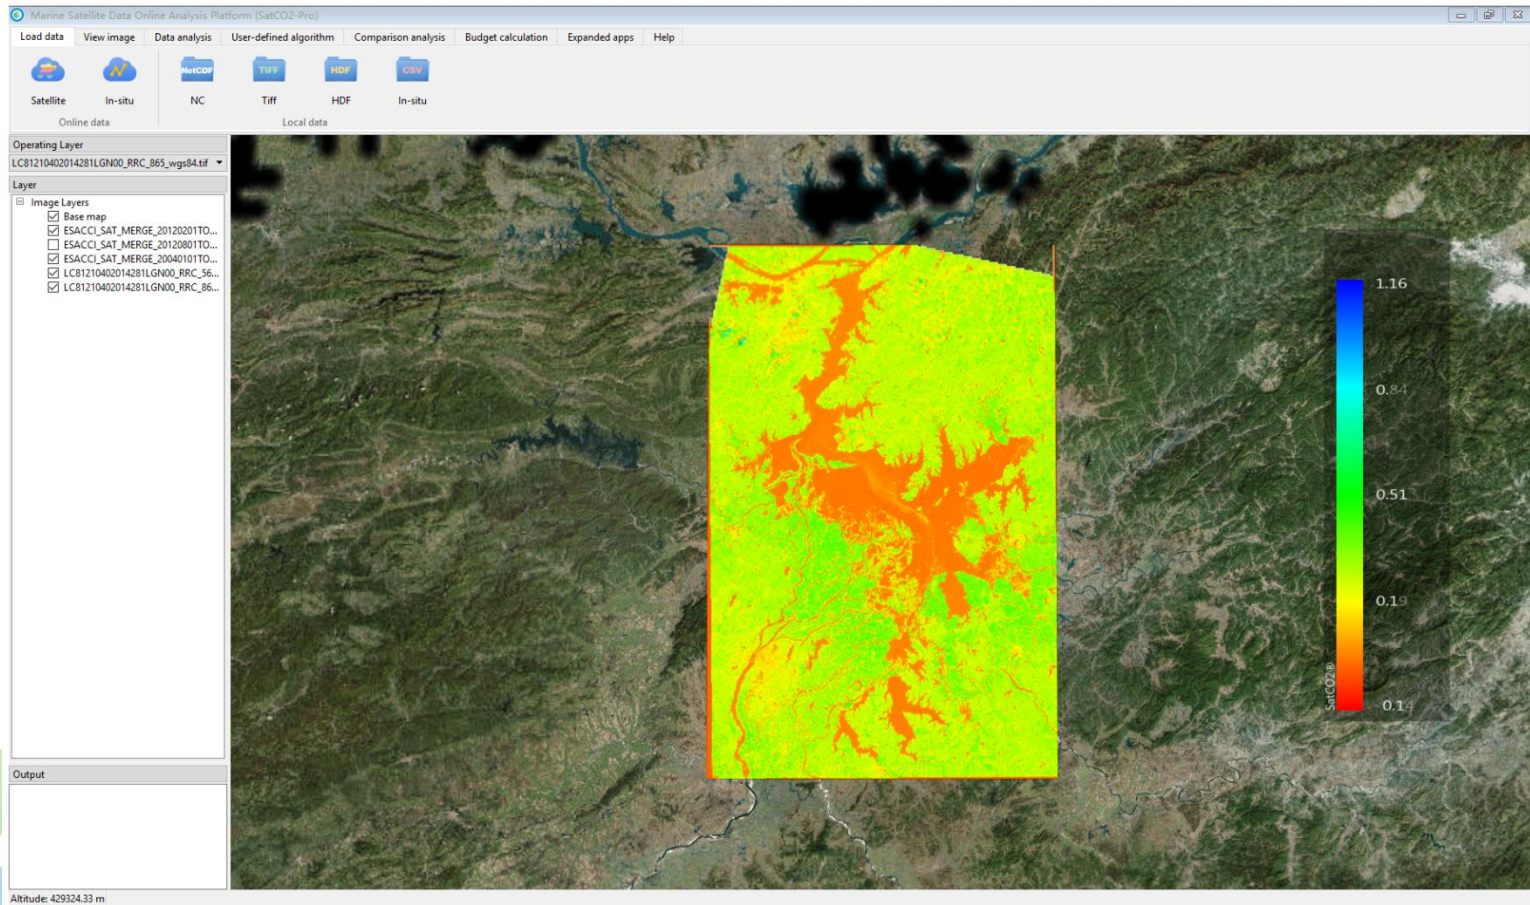 Marine Satellite Data Online Analysis Platform (SatCO2-Pro)
Load data View image Data analysis User-defined algorithm Comparison analysis Budget calculation Expanded apps Help
NetCDF TIFF HDF CSV
Satellite In-situ NC Tiff HDF In-situ
Online data Local data
Operating Layer
LC81210402014281LGN00_RRC_865_wgs84.tif
Layer
Image Layers
Base map
ESACCI_SAT_MERGE_20120201TO...
ESACCI_SAT_MERGE_20120801TO...
ESACCI_SAT_MERGE_20040101TO...
LC81210402014281LGN00_RRC_56...
LC81210402014281LGN00_RRC_86...
1.16
0.84
0.51
0.19
-0.14
SatCO2®
Output
Altitude: 429324.33 m